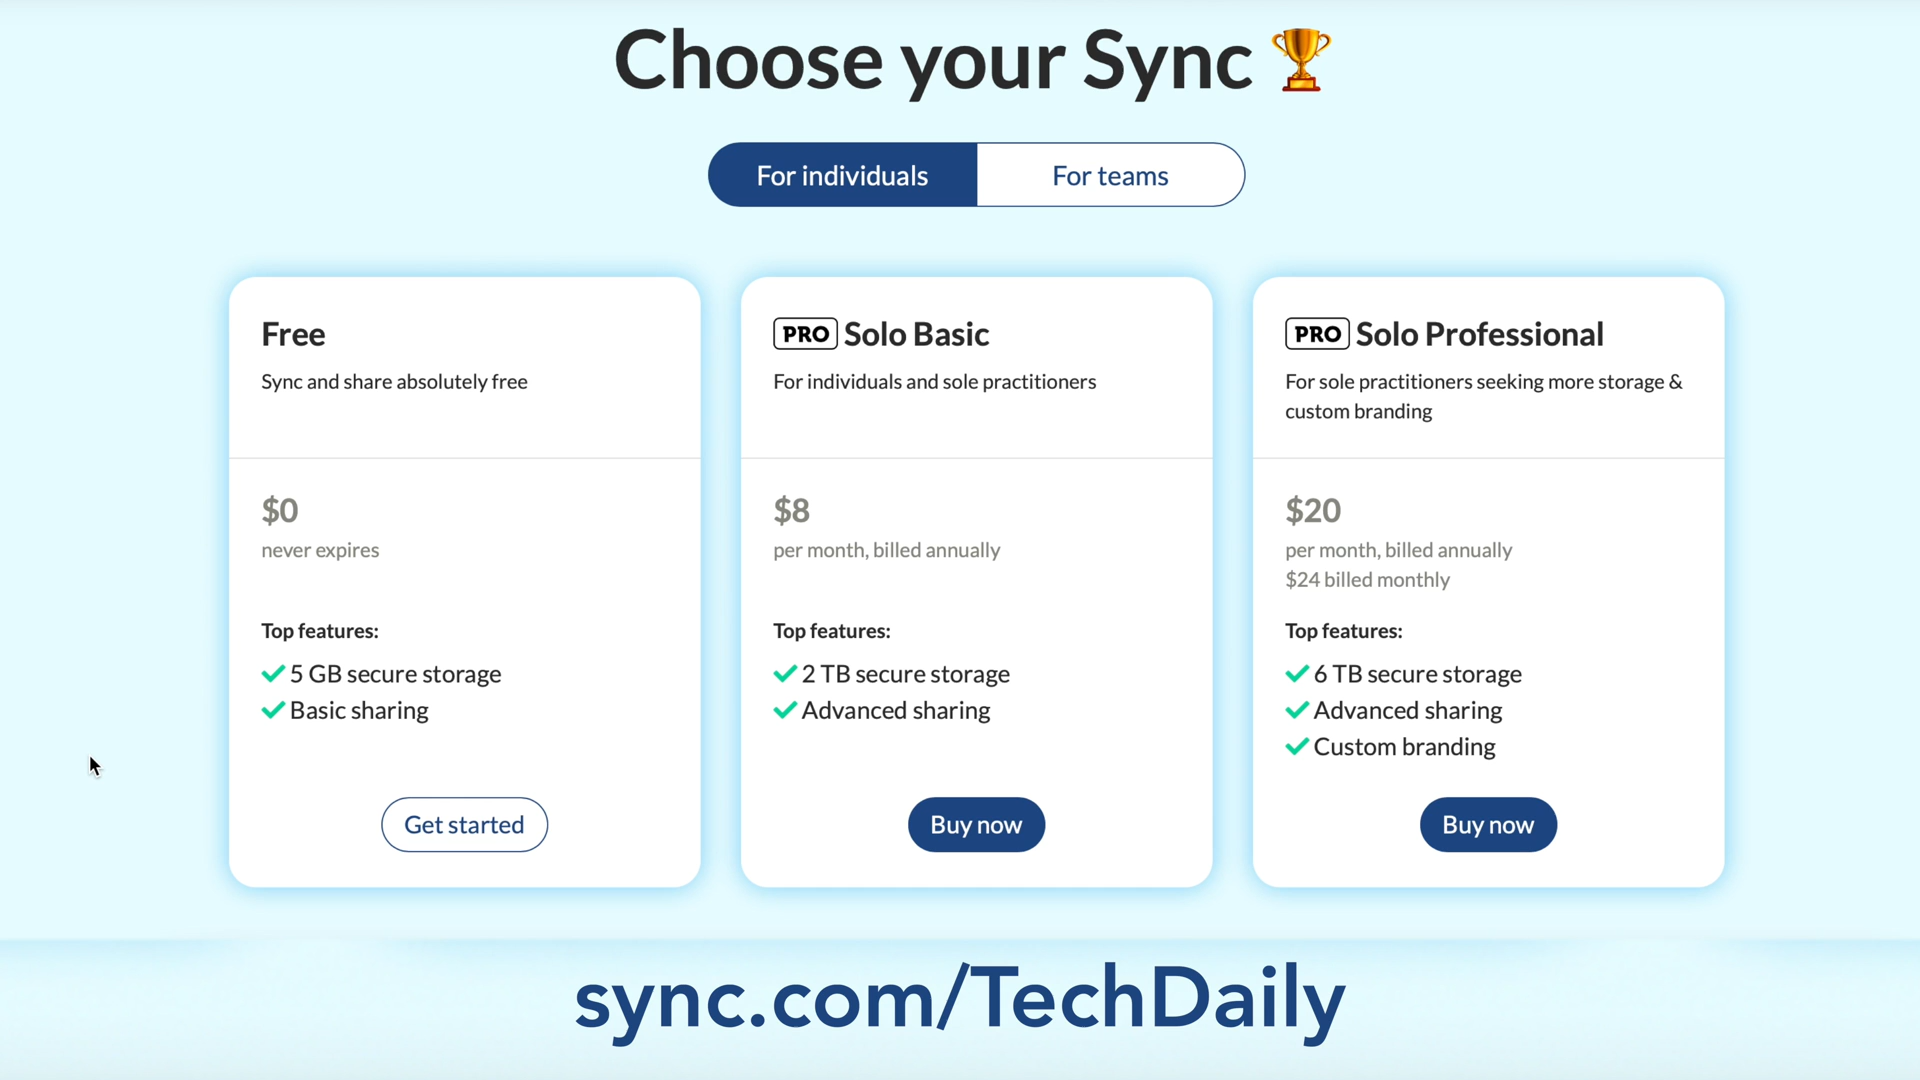 Choose your Sync 🏆
For individuals
For teams
Free
Sync and share absolutely free
$0
never expires
Top features:
5 GB secure storage
Basic sharing
Get started
PRO Solo Basic
For individuals and sole practitioners
$8
per month, billed annually
Top features:
2 TB secure storage
Advanced sharing
Buy now
PRO Solo Professional
For sole practitioners seeking more storage &
custom branding
$20
per month, billed annually
$24 billed monthly
Top features:
6 TB secure storage
Advanced sharing
Custom branding
Buy now
sync.com/TechDaily